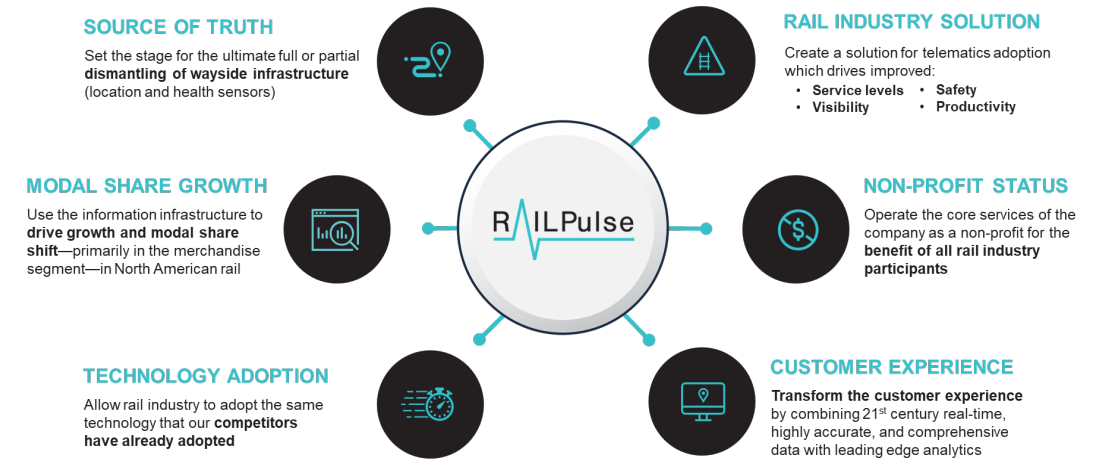 SOURCE OF TRUTH
Set the stage for the ultimate full or partial
dismantling of wayside infrastructure
(location and health sensors)
RAIL INDUSTRY SOLUTION
Create a solution for telematics adoption
which drives improved:
• Service levels • Safety
• Visibility • Productivity
MODAL SHARE GROWTH
Use the information infrastructure to
drive growth and modal share
shift—primarily in the merchandise
segment—in North American rail
RAILPulse
NON-PROFIT STATUS
Operate the core services of the
company as a non-profit for the
benefit of all rail industry
participants
TECHNOLOGY ADOPTION
Allow rail industry to adopt the same
technology that our competitors
have already adopted
CUSTOMER EXPERIENCE
Transform the customer experience
by combining 21st century real-time,
highly accurate, and comprehensive
data with leading edge analytics